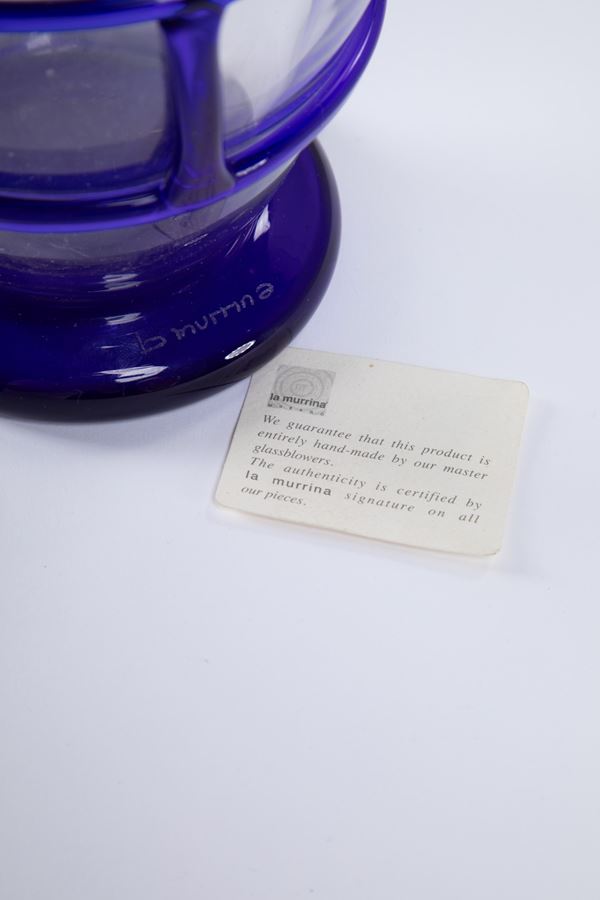 la murrina
la murrina
We guarantee that this product is
entirely hand-made by our master
glassblowers.
The authenticity is certified by
la murrina signature on all
our pieces.